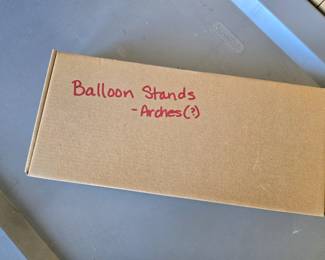 Balloon Stands
- Arches(?)